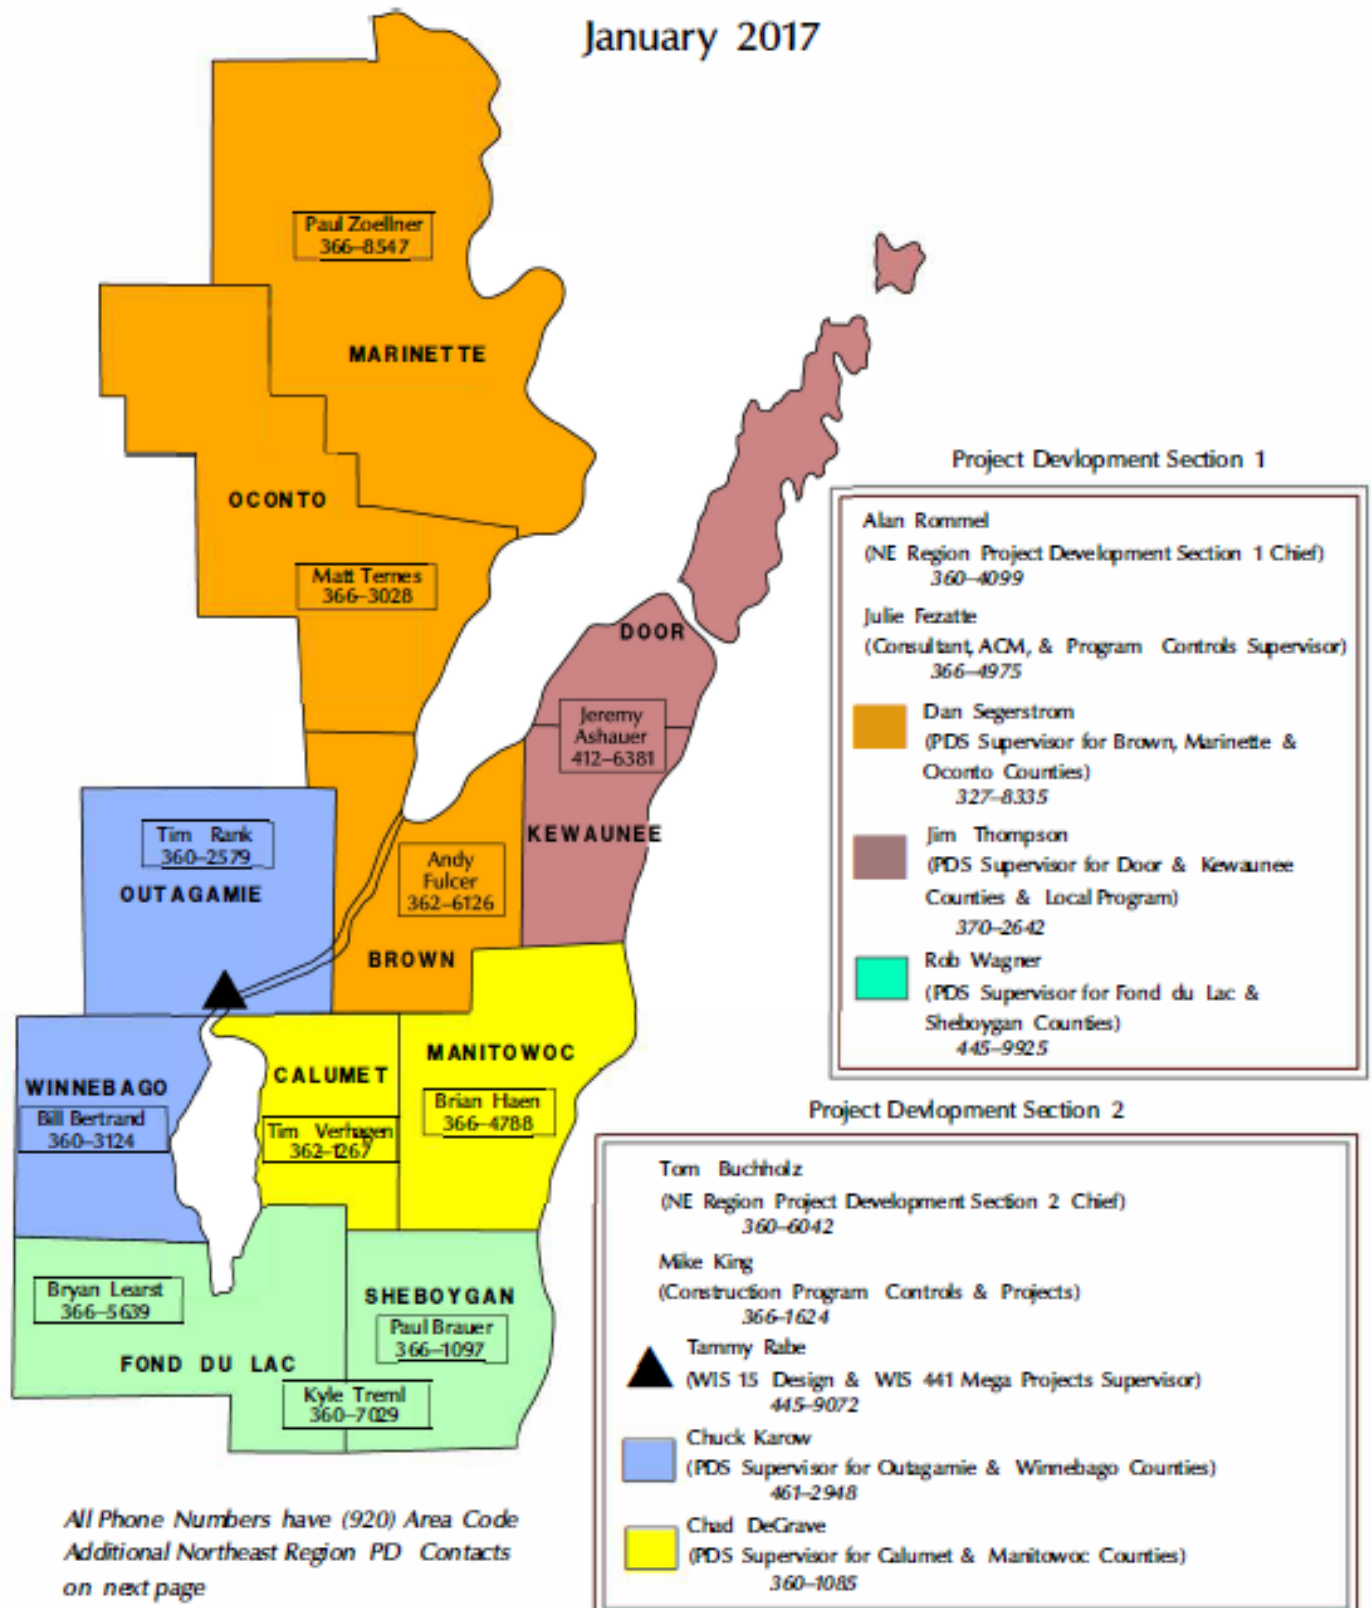 January 2017
Paul Zoellner
366–8547
MARINETTE
OCONTO
Matt Ternes
366–3028
DOOR
Jeremy
Ashauer
412–6381
KEWAUNEE
Tim Rank
360–2579
OUTAGAMIE
Andy
Fulcer
362–6126
BROWN
WINNEBAGO
Bill Bertrand
360–3124
CALUMET
Tim Verhagen
362–1267
MANITOWOC
Brian Haen
366–4788
Bryan Learst
366–5639
FOND DU LAC
SHEBOYGAN
Paul Brauer
366–1097
Kyle Treml
360–7029
Project Devlopment Section 1
Alan Rommel
(NE Region Project Development Section 1 Chief)
360–4099
Julie Fezatte
(Consultant, ACM, & Program Controls Supervisor)
366–4975
Dan Segerstrom
(PDS Supervisor for Brown, Marinette &
Oconto Counties)
327–8335
Jim Thompson
(PDS Supervisor for Door & Kewaunee
Counties & Local Program)
370–2642
Rob Wagner
(PDS Supervisor for Fond du Lac &
Sheboygan Counties)
445–9925
Project Devlopment Section 2
Tom Buchholz
(NE Region Project Development Section 2 Chief)
360–6042
Mike King
(Construction Program Controls & Projects)
366–1624
Tammy Rabe
(WIS 15 Design & WIS 441 Mega Projects Supervisor)
445–9072
Chuck Karow
(PDS Supervisor for Outagamie & Winnebago Counties)
461–2948
Chad DeGrave
(PDS Supervisor for Calumet & Manitowoc Counties)
360–1085
All Phone Numbers have (920) Area Code
Additional Northeast Region PD Contacts
on next page